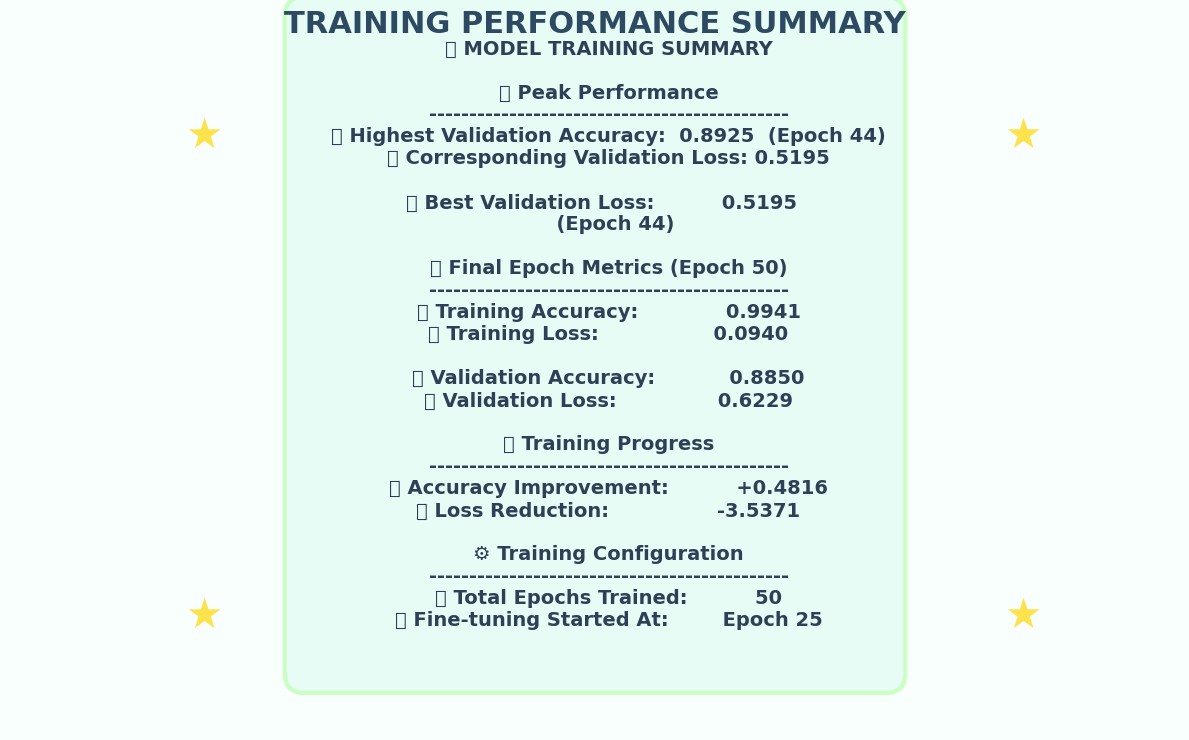 TRAINING PERFORMANCE SUMMARY
MODEL TRAINING SUMMARY
Peak Performance
---------------------------------------------
Highest Validation Accuracy: 0.8925 (Epoch 44)
Corresponding Validation Loss: 0.5195
Best Validation Loss: 0.5195
(Epoch 44)
Final Epoch Metrics (Epoch 50)
---------------------------------------------
Training Accuracy: 0.9941
Training Loss: 0.0940
Validation Accuracy: 0.8850
Validation Loss: 0.6229
Training Progress
---------------------------------------------
Accuracy Improvement: +0.4816
Loss Reduction: -3.5371
⚙ Training Configuration
---------------------------------------------
Total Epochs Trained: 50
Fine-tuning Started At: Epoch 25